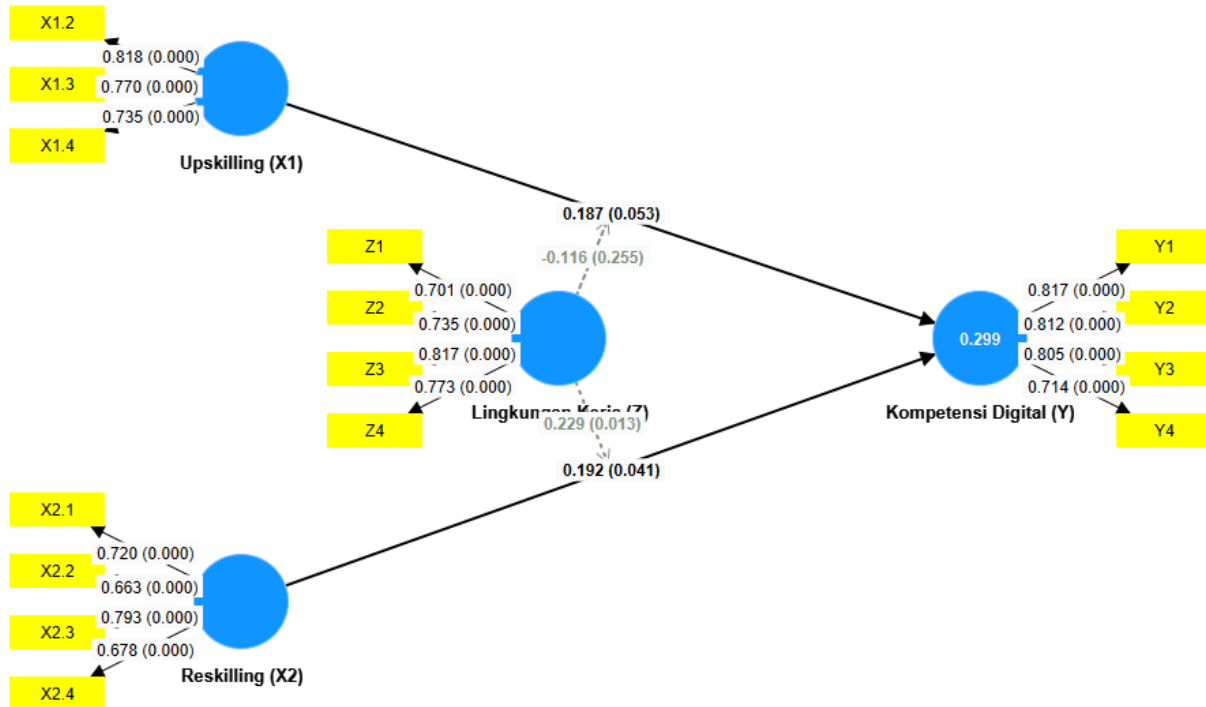 X1.2
X1.3
X1.4
0.818 (0.000)
0.770 (0.000)
0.735 (0.000)
Upskilling (X1)
0.187 (0.053)
-0.116 (0.255)
Z1
Z2
Z3
Z4
0.701 (0.000)
0.735 (0.000)
0.817 (0.000)
0.773 (0.000)
Lingkungan Kerja (Z)
0.229 (0.013)
0.192 (0.041)
0.299
Kompetensi Digital (Y)
0.817 (0.000)
0.812 (0.000)
0.805 (0.000)
0.714 (0.000)
Y1
Y2
Y3
Y4
X2.1
X2.2
X2.3
X2.4
0.720 (0.000)
0.663 (0.000)
0.793 (0.000)
0.678 (0.000)
Reskilling (X2)